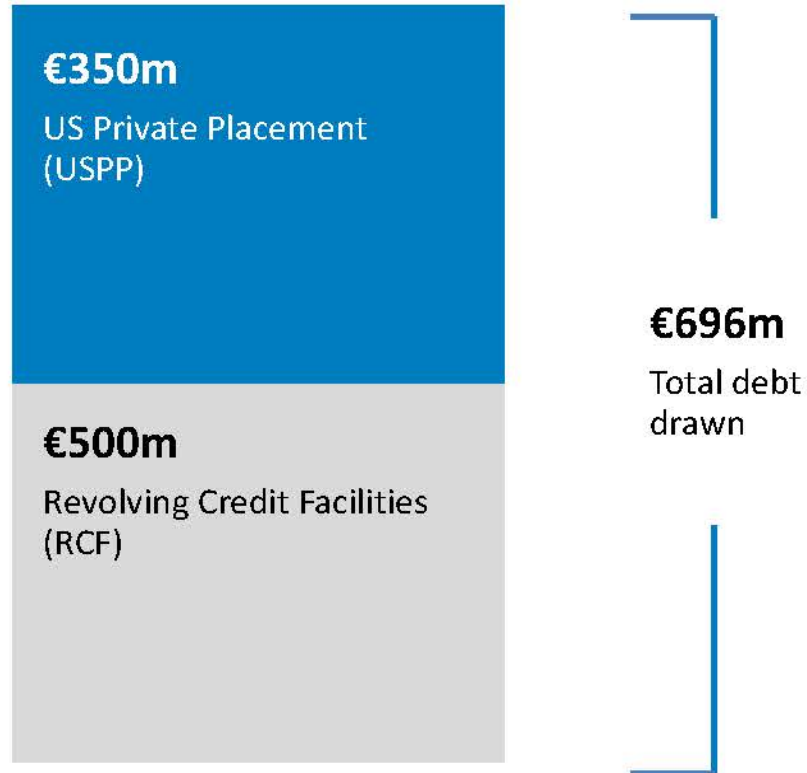 €350m
US Private Placement
(USPP)
€500m
Revolving Credit Facilities
(RCF)
€696m
Total debt
drawn